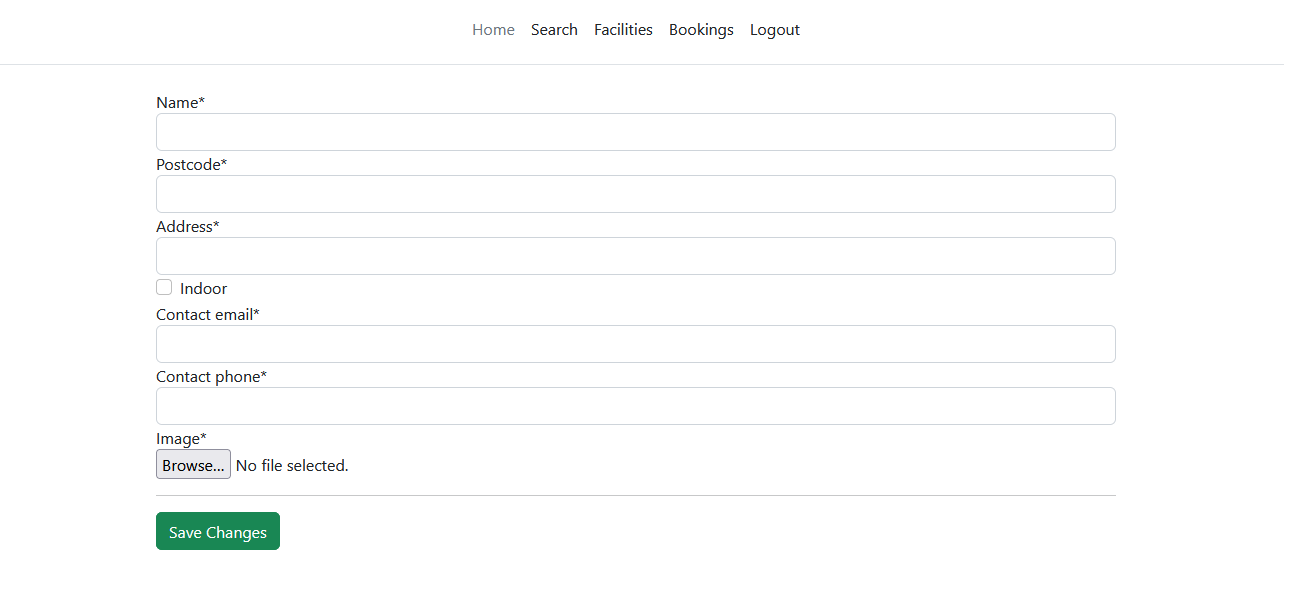 Home Search Facilities Bookings Logout
Name*
Postcode*
Address*
Indoor
Contact email*
Contact phone*
Image*
Browse... No file selected.
Save Changes